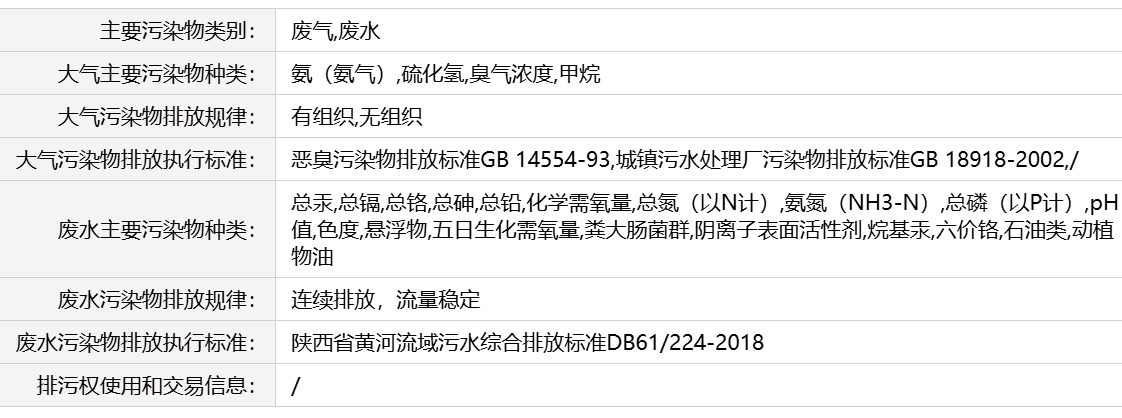 主要污染物类别： 废气,废水
大气主要污染物种类： 氨（氨气）,硫化氢,臭气浓度,甲烷
大气污染物排放规律： 有组织,无组织
大气污染物排放执行标准： 恶臭污染物排放标准GB 14554-93,城镇污水处理厂污染物排放标准GB 18918-2002,/
总汞,总镉,总铬,总砷,总铅,化学需氧量,总氮（以N计）,氨氮（NH3-N）,总磷（以P计）,pH
废水主要污染物种类： 值,色度,悬浮物,五日生化需氧量,粪大肠菌群,阴离子表面活性剂,烷基汞,六价铬,石油类,动植
物油
废水污染物排放规律： 连续排放，流量稳定
废水污染物排放执行标准： 陕西省黄河流域污水综合排放标准DB61/224-2018
排污权使用和交易信息： /